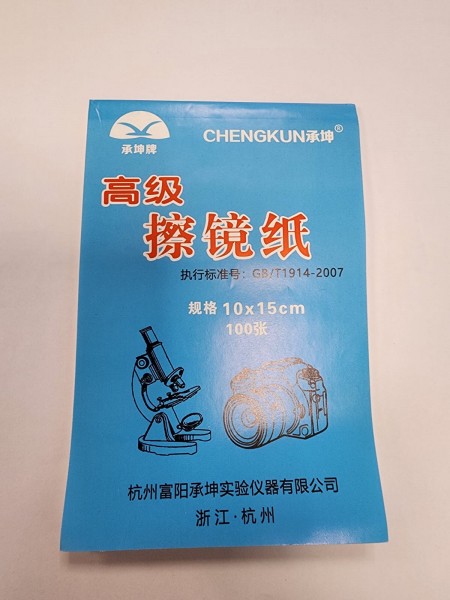 承坤牌
CHENGKUN承坤®
高级
擦镜纸
执行标准号：GB/T1914-2007
规格 10x15cm
100张
杭州富阳承坤实验仪器有限公司
浙江·杭州